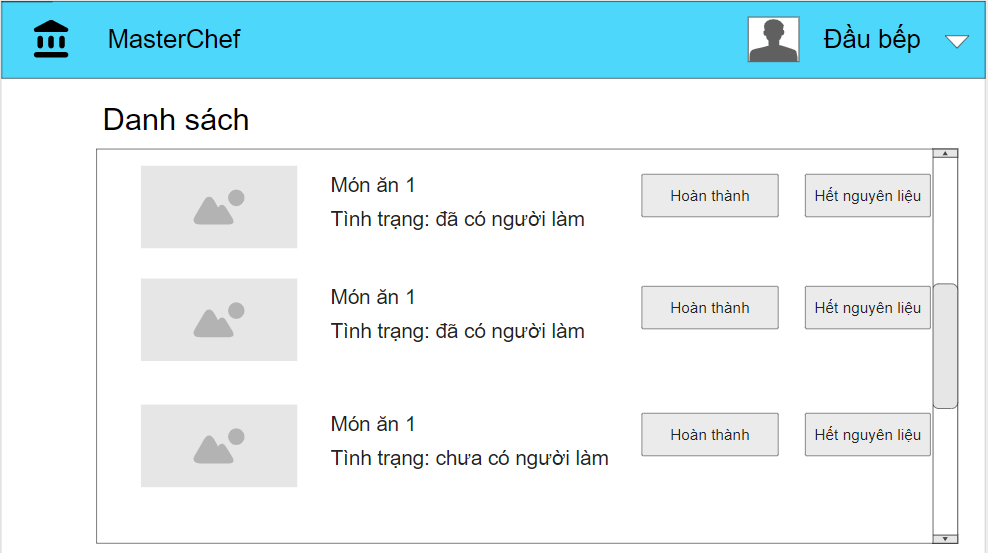 MasterChef
Đầu bếp
Danh sách
Món ăn 1
Tình trạng: đã có người làm
Hoàn thành
Hết nguyên liệu
Món ăn 1
Tình trạng: đã có người làm
Hoàn thành
Hết nguyên liệu
Món ăn 1
Tình trạng: chưa có người làm
Hoàn thành
Hết nguyên liệu